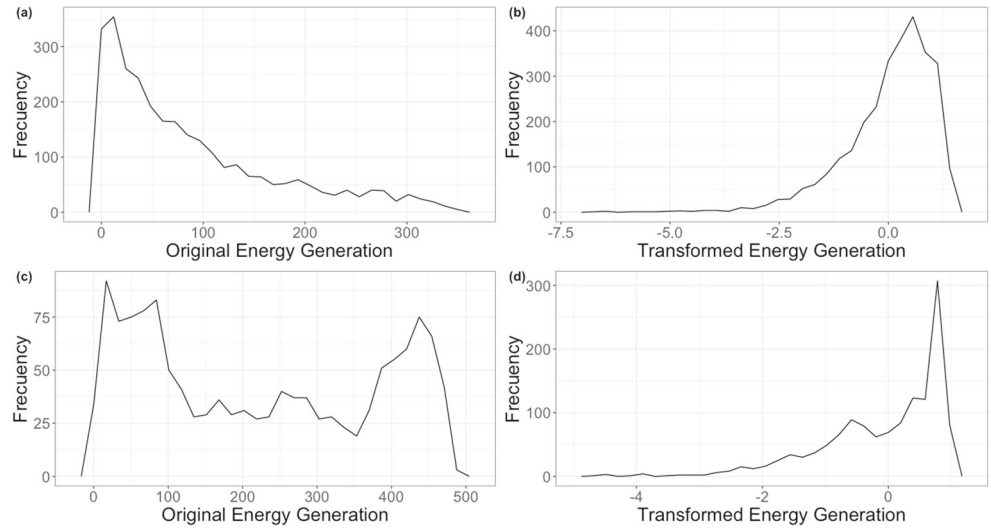 (a)
Frecuency
300
200
100
0
0 100 200 300
Original Energy Generation
(b)
Frecuency
400
300
200
100
0
-7.5 -5.0 -2.5 0.0
Transformed Energy Generation
(c)
Frecuency
75
50
25
0
0 100 200 300 400 500
Original Energy Generation
(d)
Frecuency
300
200
100
0
-4 -2 0
Transformed Energy Generation